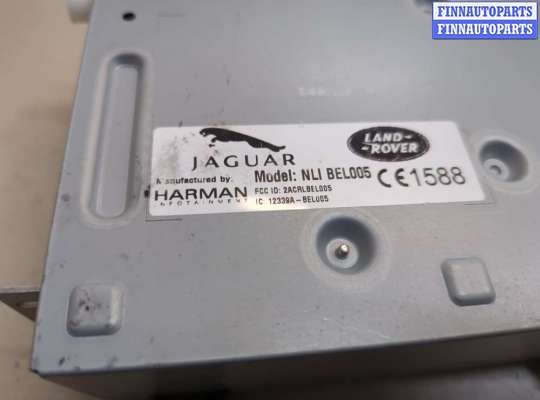 FINNAUTOPARTS
FINNAUTOPARTS
JAGUAR
LAND-
-ROVER
Manufactured by:
HARMAN
Model: NLI BEL005
FCC ID: 2ACRLBEL005
IC 12339A-BEL005
CE1588